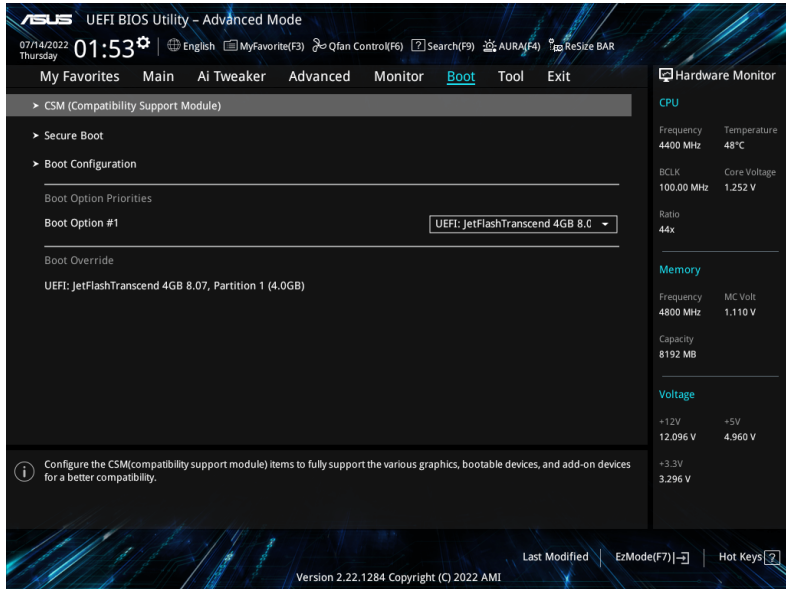 ASUS UEFI BIOS Utility – Advanced Mode
07/14/2022 Thursday 01:53 English MyFavorite(F3) Qfan Control(F6) ? Search(F9) AURA(F4) ReSize BAR
My Favorites Main Ai Tweaker Advanced Monitor Boot Tool Exit
Hardware Monitor
> CSM (Compatibility Support Module)
> Secure Boot
> Boot Configuration
Boot Option Priorities
Boot Option #1 UEFI: JetFlashTranscend 4GB 8.0
Boot Override
UEFI: JetFlashTranscend 4GB 8.07, Partition 1 (4.0GB)
CPU
Frequency Temperature
4400 MHz 48°C
BCLK Core Voltage
100.00 MHz 1.252 V
Ratio
44x
Memory
Frequency MC Volt
4800 MHz 1.110 V
Capacity
8192 MB
Voltage
+12V +5V
12.096 V 4.960 V
+3.3V
3.296 V
i Configure the CSM(compatibility support module) items to fully support the various graphics, bootable devices, and add-on devices
for a better compatibility.
Last Modified EzMode(F7) Hot Keys ?
Version 2.22.1284 Copyright (C) 2022 AMI